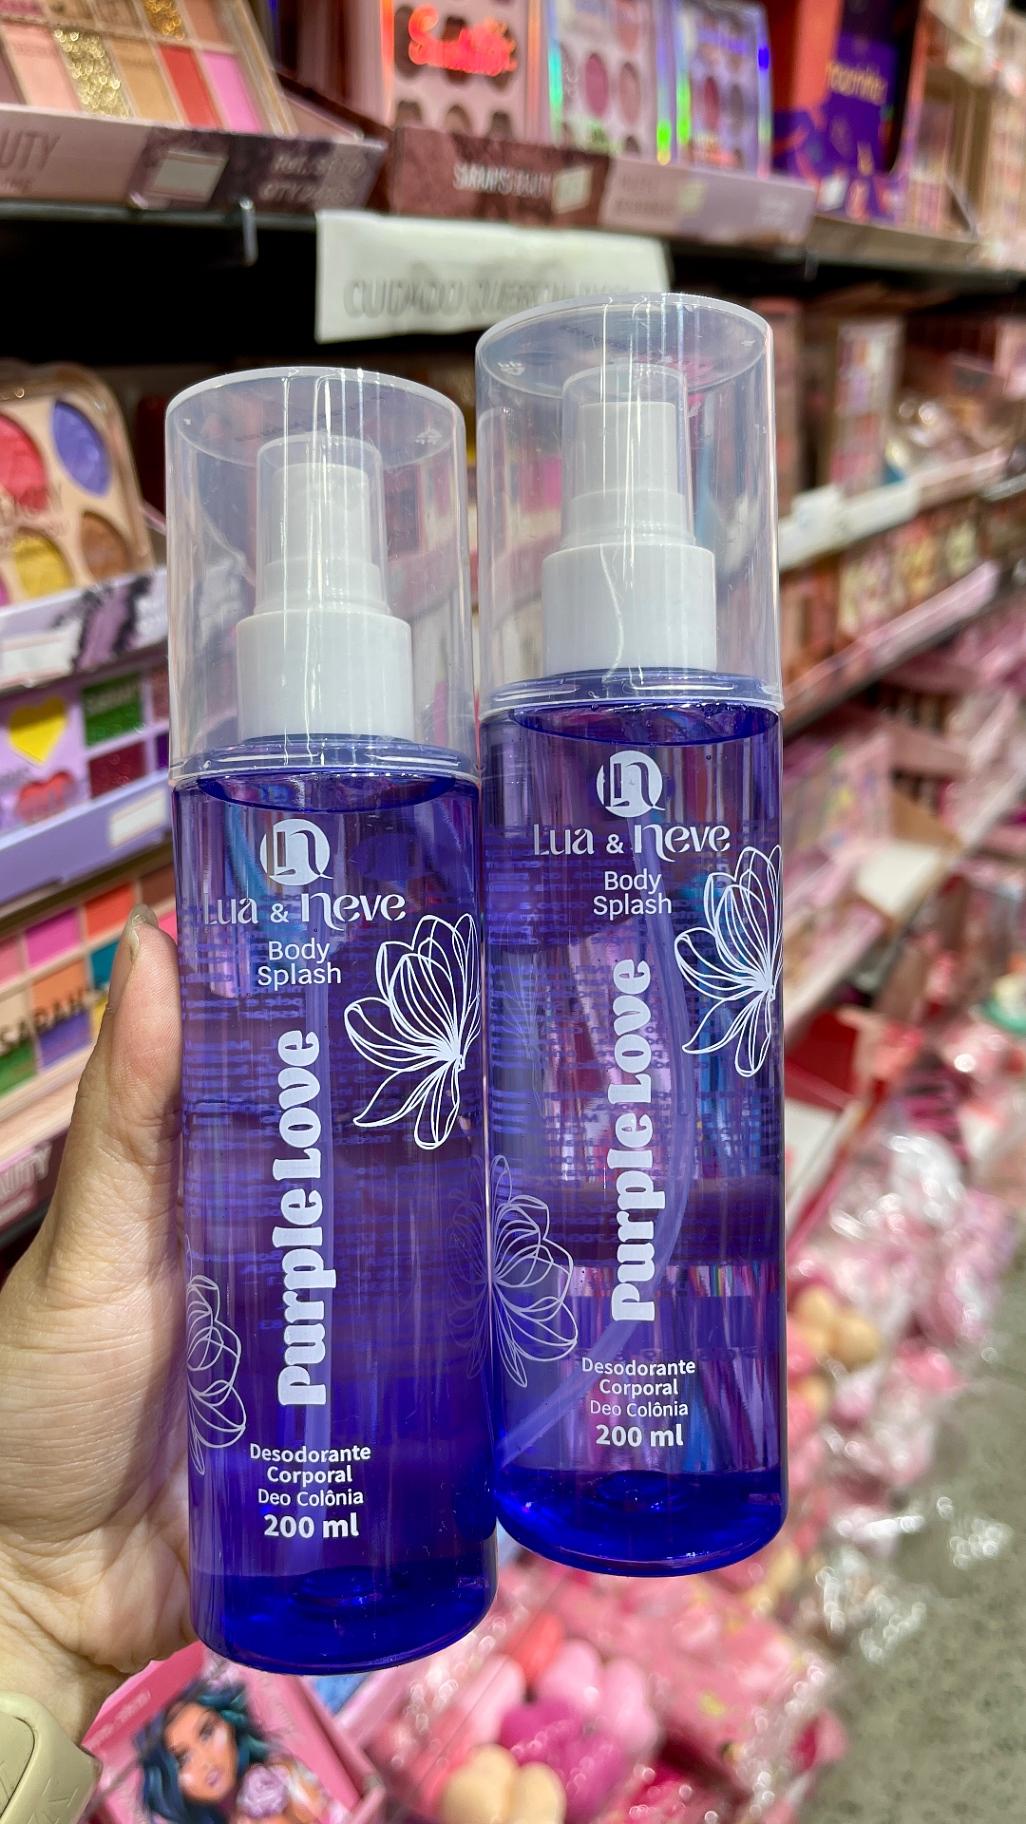 Lua & Neve
Body
Splash
Purple Love
Desodorante
Corporal
Deo Colônia
200 ml
Lua & Neve
Body
Splash
Purple Love
Desodorante
Corporal
Deo Colônia
200 ml